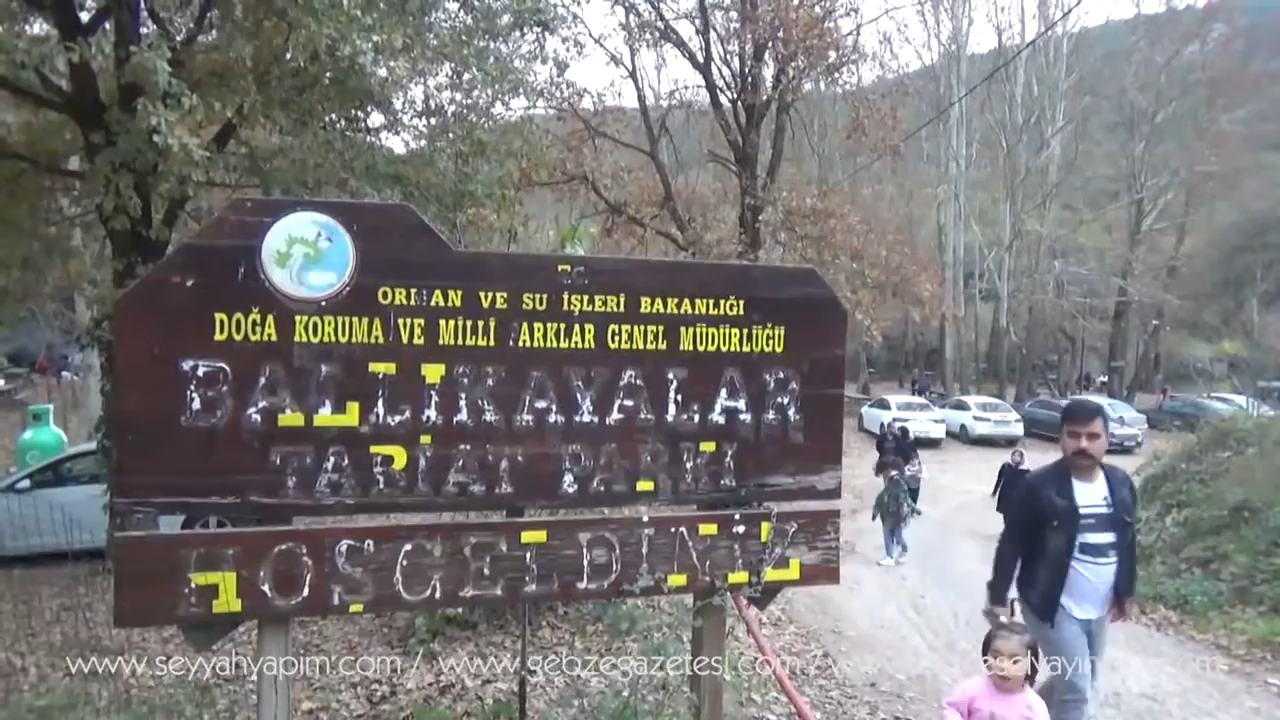 T.C.
ORMAN VE SU İŞLERİ BAKANLIĞI
DOĞA KORUMA VE MİLLİ PARKLAR GENEL MÜDÜRLÜĞÜ
BALLIKAYALAR
TABİAT PARKI
HOŞGELDİNİZ
www.seyyahyapim.com / www.gebzegazetesi.com /